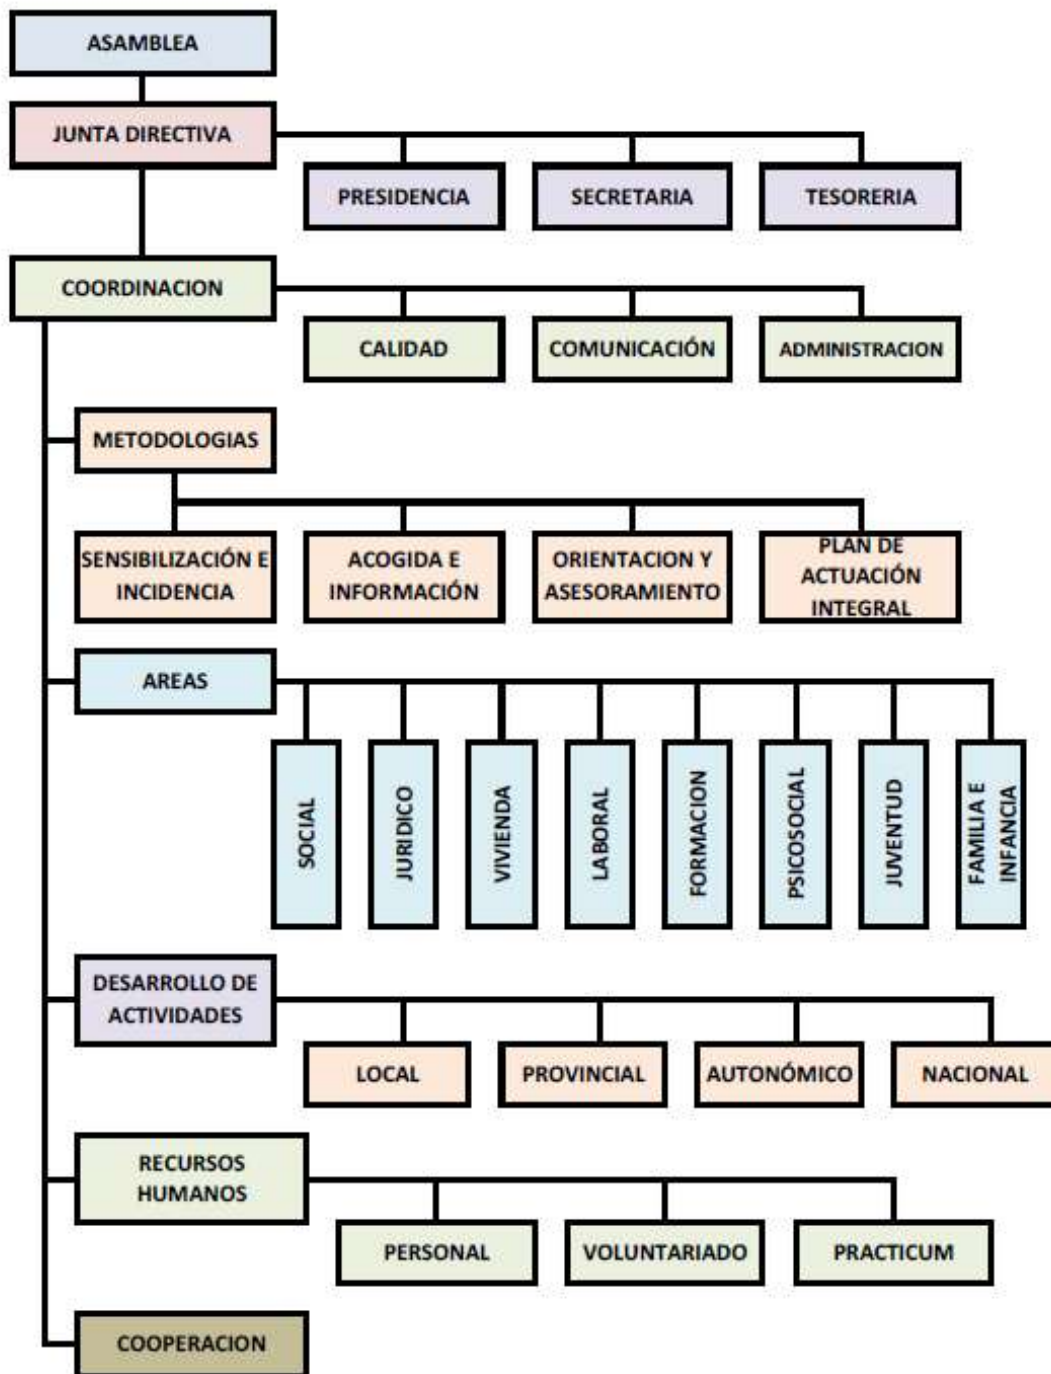 ASAMBLEA
JUNTA DIRECTIVA
PRESIDENCIA
SECRETARIA
TESORERIA
COORDINACION
CALIDAD
COMUNICACIÓN
ADMINISTRACION
METODOLOGIAS
SENSIBILIZACIÓN E
INCIDENCIA
ACOGIDA E
INFORMACIÓN
ORIENTACION Y
ASESORAMIENTO
PLAN DE
ACTUACIÓN
INTEGRAL
AREAS
SOCIAL
JURIDICO
VIVIENDA
LABORAL
FORMACION
PSICOSOCIAL
JUVENTUD
FAMILIA E
INFANCIA
DESARROLLO DE
ACTIVIDADES
LOCAL
PROVINCIAL
AUTONÓMICO
NACIONAL
RECURSOS
HUMANOS
PERSONAL
VOLUNTARIADO
PRACTICUM
COOPERACION